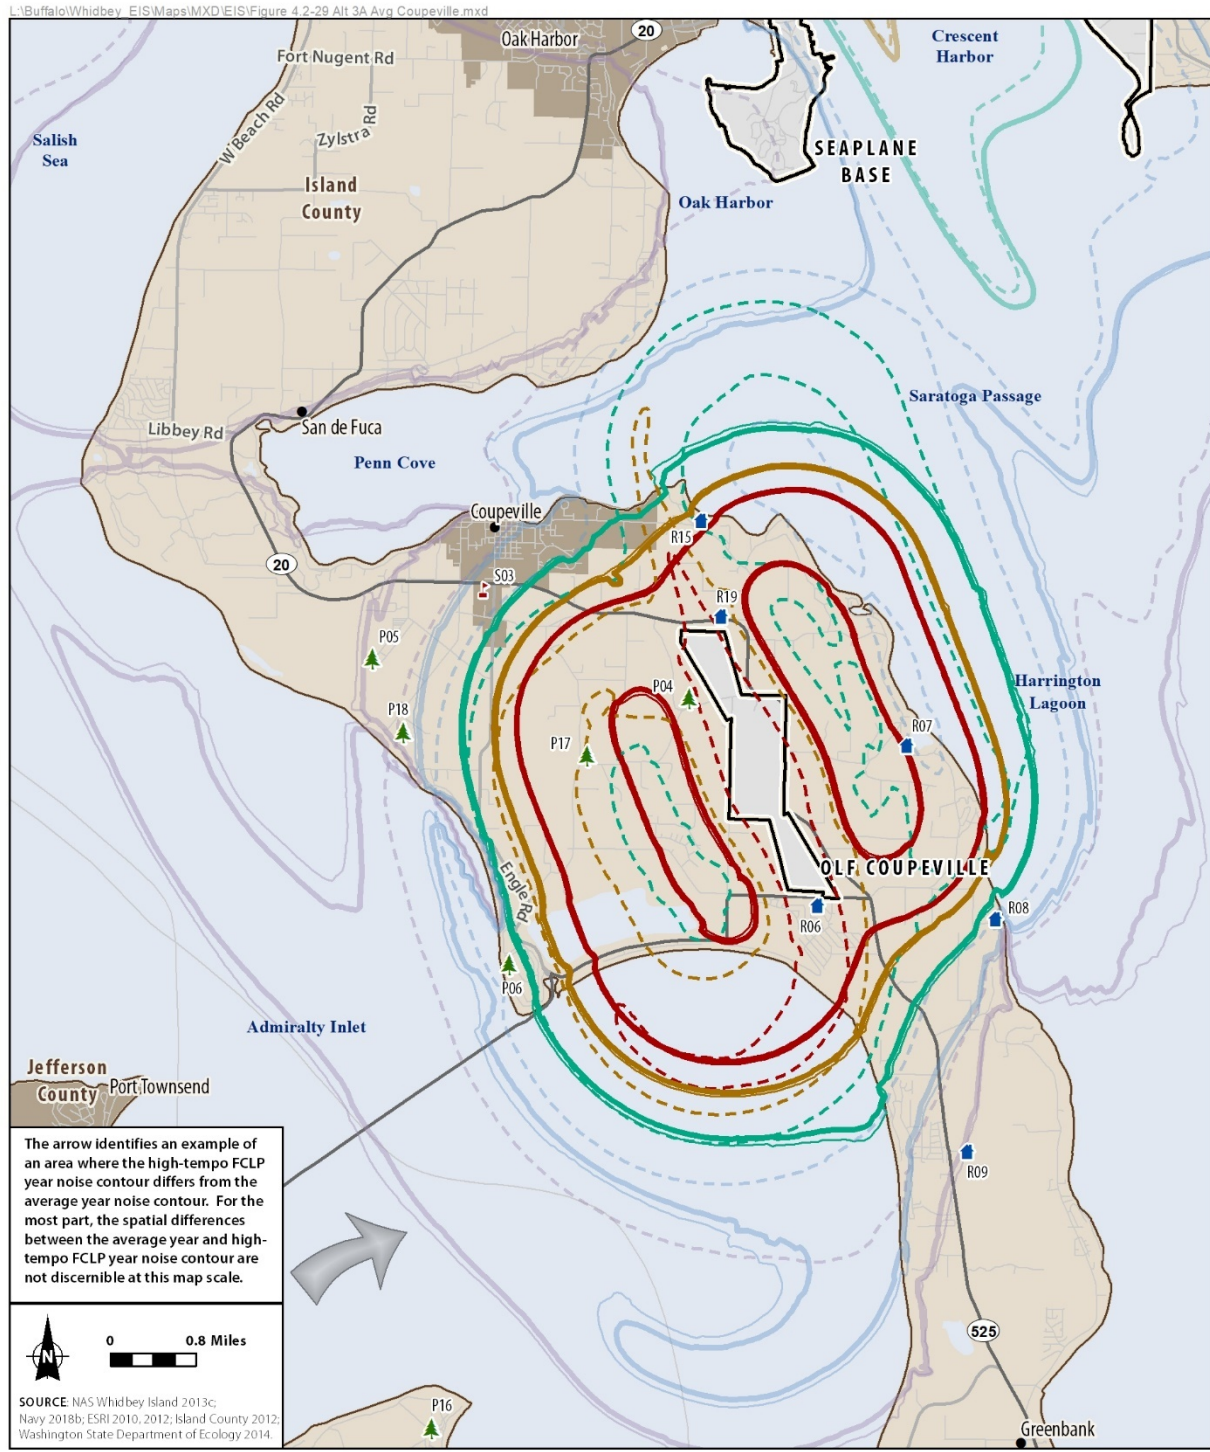 L:\Buffalo\Whidbey_EIS\Maps\MXD\EIS\Figure 4.2-29 Alt 3A Avg Coupeville.mxd
Oak Harbor
20
Crescent
Harbor
Fort Nugent Rd
W Beach Rd
Zylstra Rd
Salish
Sea
Island
County
SEAPLANE
BASE
Oak Harbor
Saratoga Passage
San de Fuca
Libbey Rd
Penn Cove
Coupeville
R15
20
S03
R19
P05
P04
Harrington
Lagoon
P18
P17
R07
Engle Rd
OLF COUPEVILLE
R06
R08
P06
Admiralty Inlet
Jefferson
County
Port Townsend
R09
The arrow identifies an example of
an area where the high-tempo FCLP
year noise contour differs from the
average year noise contour. For the
most part, the spatial differences
between the average year and high-
tempo FCLP year noise contour are
not discernible at this map scale.
N
0 0.8 Miles
525
SOURCE: NAS Whidbey Island 2013c;
Navy 2018b; ESRI 2010, 2012; Island County 2012;
Washington State Department of Ecology 2014.
P16
Greenbank